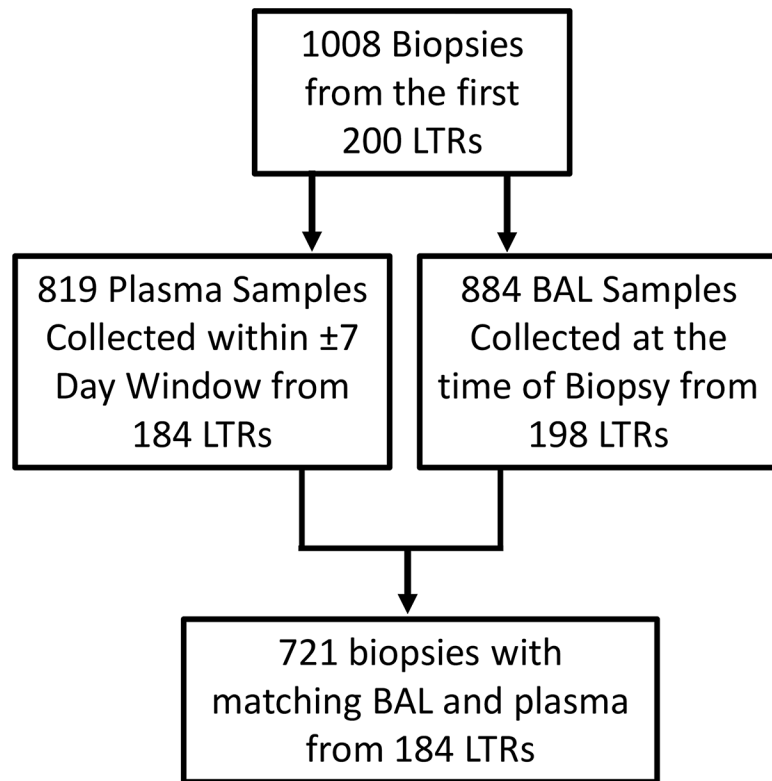 1008 Biopsies
from the first
200 LTRs
819 Plasma Samples
Collected within ±7
Day Window from
184 LTRs
884 BAL Samples
Collected at the
time of Biopsy from
198 LTRs
721 biopsies with
matching BAL and plasma
from 184 LTRs